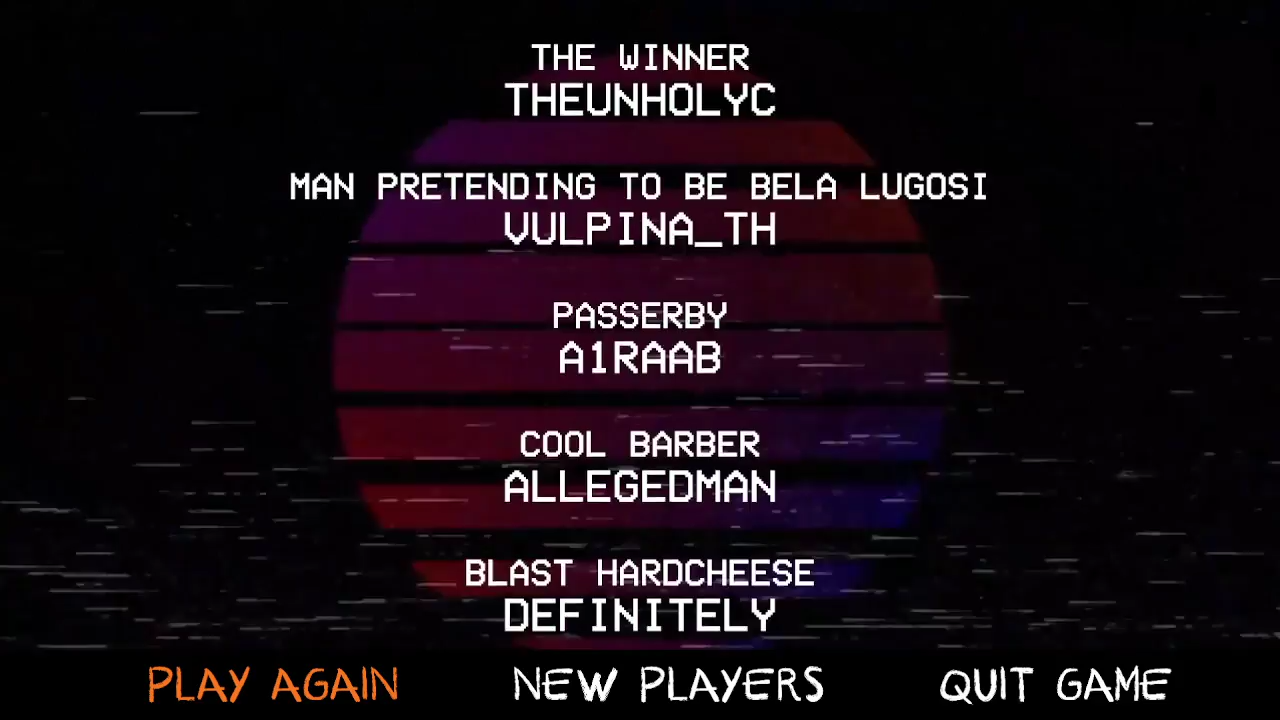 THE WINNER
THEUNHOLYC
MAN PRETENDING TO BE BELA LUGOSI
VULPINA_TH
PASSERBY
A1RAAB
COOL BARBER
ALLEGEDMAN
BLAST HARDCHEESE
DEFINITELY
PLAY AGAIN
NEW PLAYERS
QUIT GAME